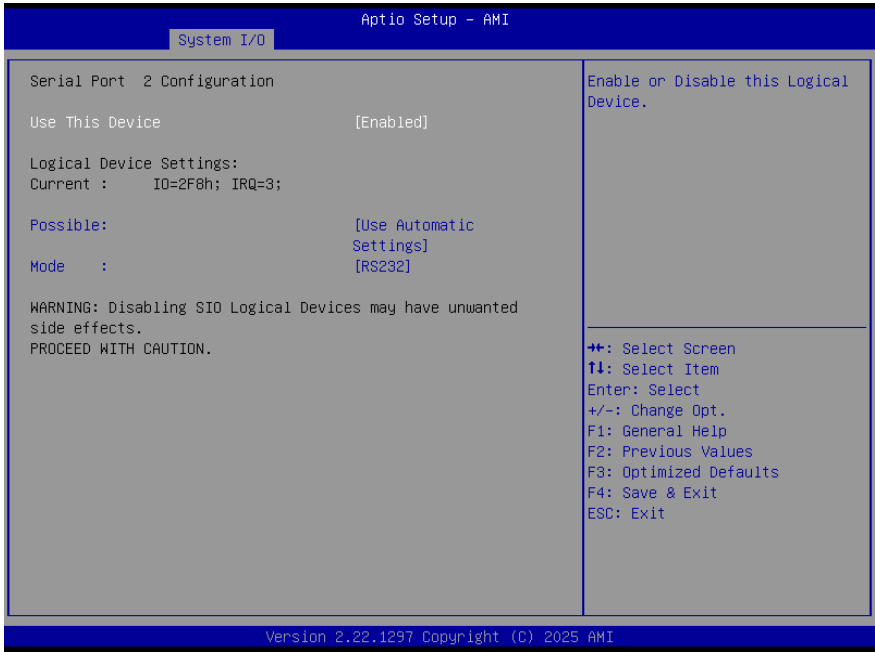 Aptio Setup – AMI
System I/O
Serial Port  2 Configuration
Use This Device [Enabled]
Logical Device Settings:
Current :     IO=2F8h; IRQ=3;
Possible: [Use Automatic
Settings]
Mode    : [RS232]
WARNING: Disabling SIO Logical Devices may have unwanted
side effects.
PROCEED WITH CAUTION.
Enable or Disable this Logical
Device.
→←: Select Screen
↑↓: Select Item
Enter: Select
+/-: Change Opt.
F1: General Help
F2: Previous Values
F3: Optimized Defaults
F4: Save & Exit
ESC: Exit
Version 2.22.1297 Copyright (C) 2025 AMI